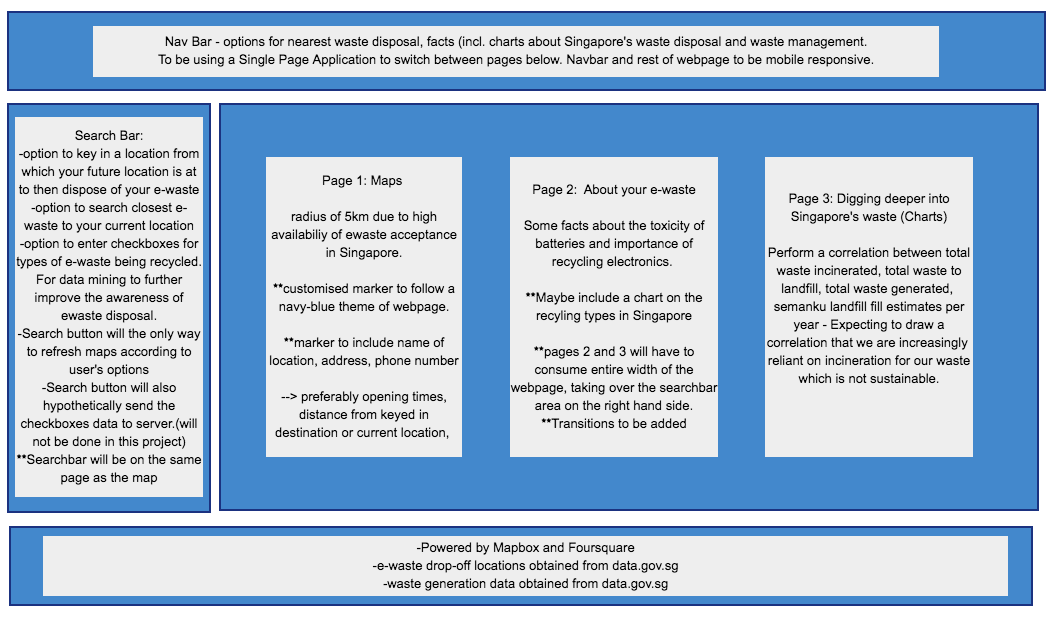 Nav Bar - options for nearest waste disposal, facts (incl. charts about Singapore's waste disposal and waste management.
To be using a Single Page Application to switch between pages below. Navbar and rest of webpage to be mobile responsive.
Search Bar:
-option to key in a location from
which your future location is at
to then dispose of your e-waste
-option to search closest e-
waste to your current location
-option to enter checkboxes for
types of e-waste being recycled.
For data mining to further
improve the awareness of
ewaste disposal.
-Search button will the only way
to refresh maps according to
user's options
-Search button will also
hypothetically send the
checkboxes data to server.(will
not be done in this project)
**Searchbar will be on the same
page as the map
Page 1: Maps
radius of 5km due to high
availabiliy of ewaste acceptance
in Singapore.
**customised marker to follow a
navy-blue theme of webpage.
**marker to include name of
location, address, phone number
--> preferably opening times,
distance from keyed in
destination or current location,
Page 2:  About your e-waste
Some facts about the toxicity of
batteries and importance of
recycling electronics.
**Maybe include a chart on the
recyling types in Singapore
**pages 2 and 3 will have to
consume entire width of the
webpage, taking over the searchbar
area on the right hand side.
**Transitions to be added
Page 3: Digging deeper into
Singapore's waste (Charts)
Perform a correlation between total
waste incinerated, total waste to
landfill, total waste generated,
semanku landfill fill estimates per
year - Expecting to draw a
correlation that we are increasingly
reliant on incineration for our waste
which is not sustainable.
-Powered by Mapbox and Foursquare
-e-waste drop-off locations obtained from data.gov.sg
-waste generation data obtained from data.gov.sg